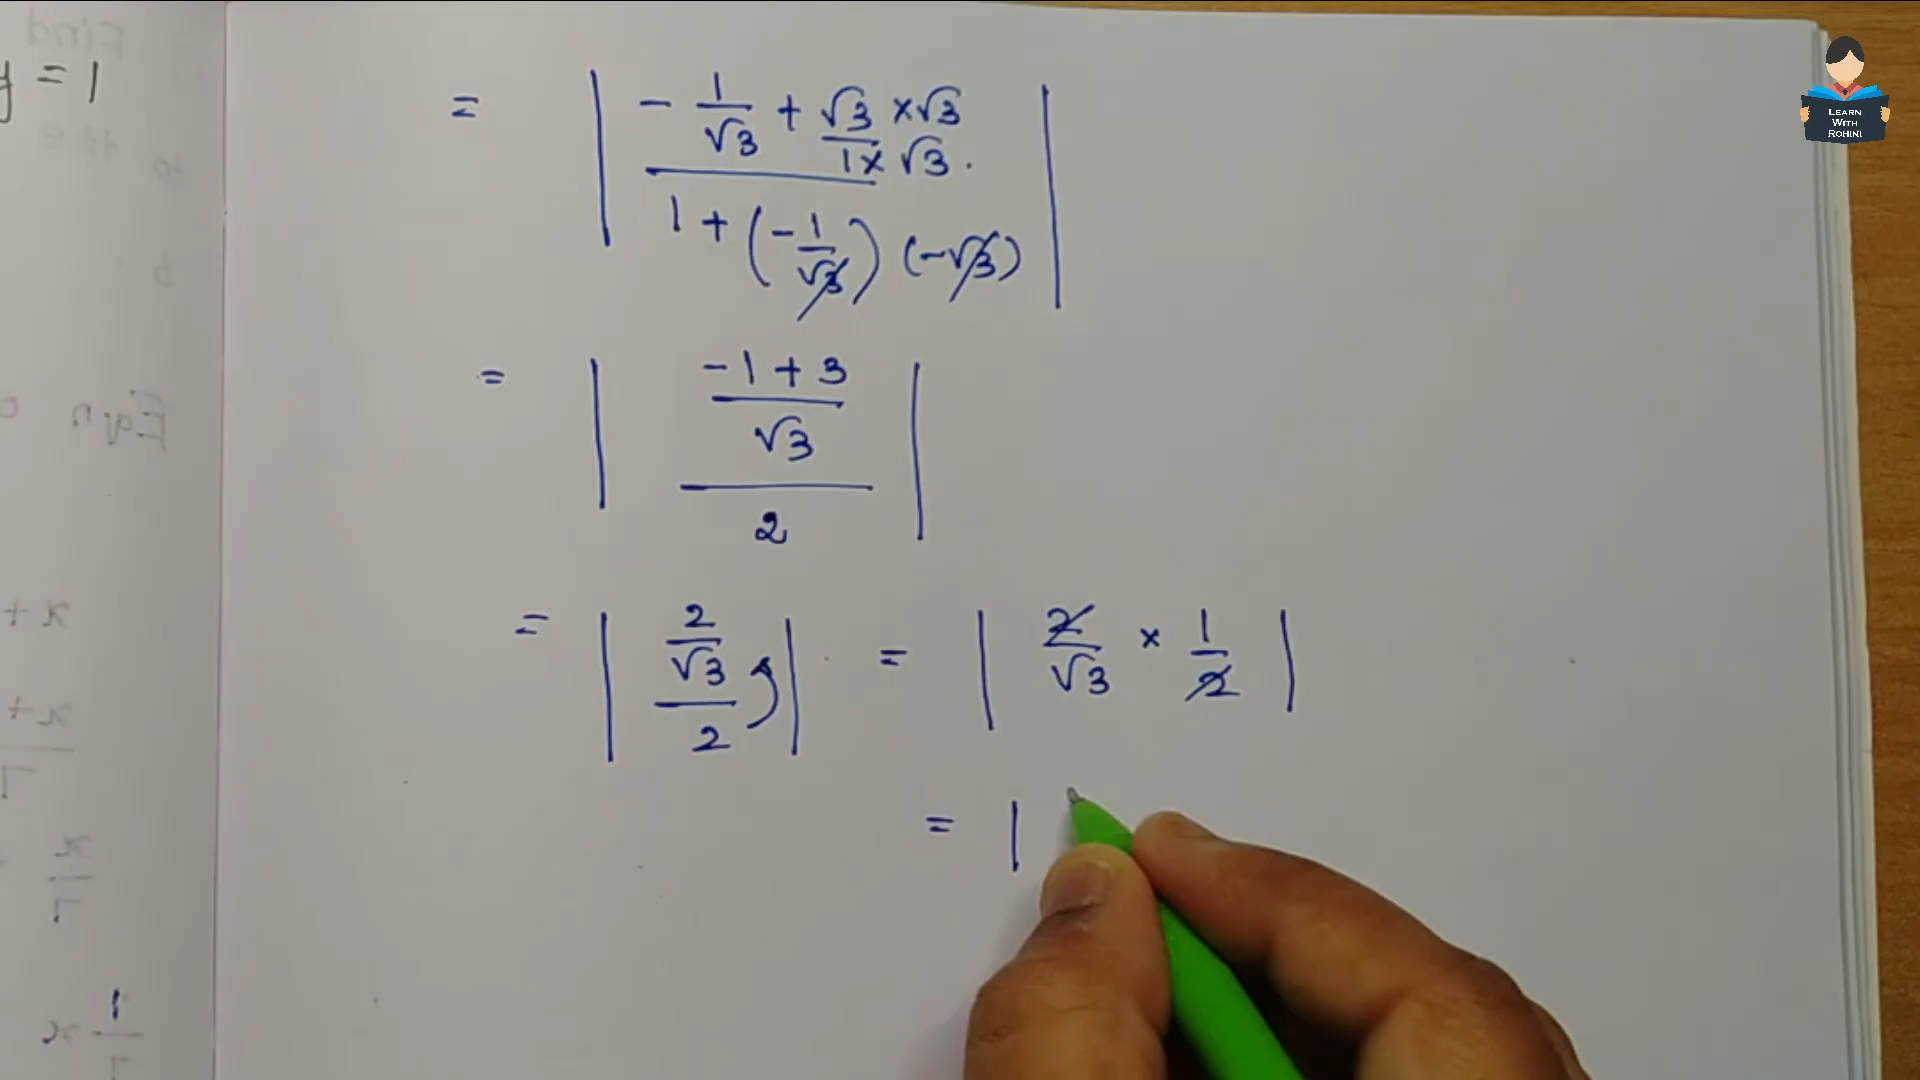 y = 1
= | - 1/√3 + √3 × √3 / 1 × √3 . |
1 + (- 1/√3) (-√3)
= | -1 + 3 / √3 / 2 |
= | 2/√3 / 2 | = | 2/√3 × 1/2 |
= |
LEARN
WITH
ROHINI